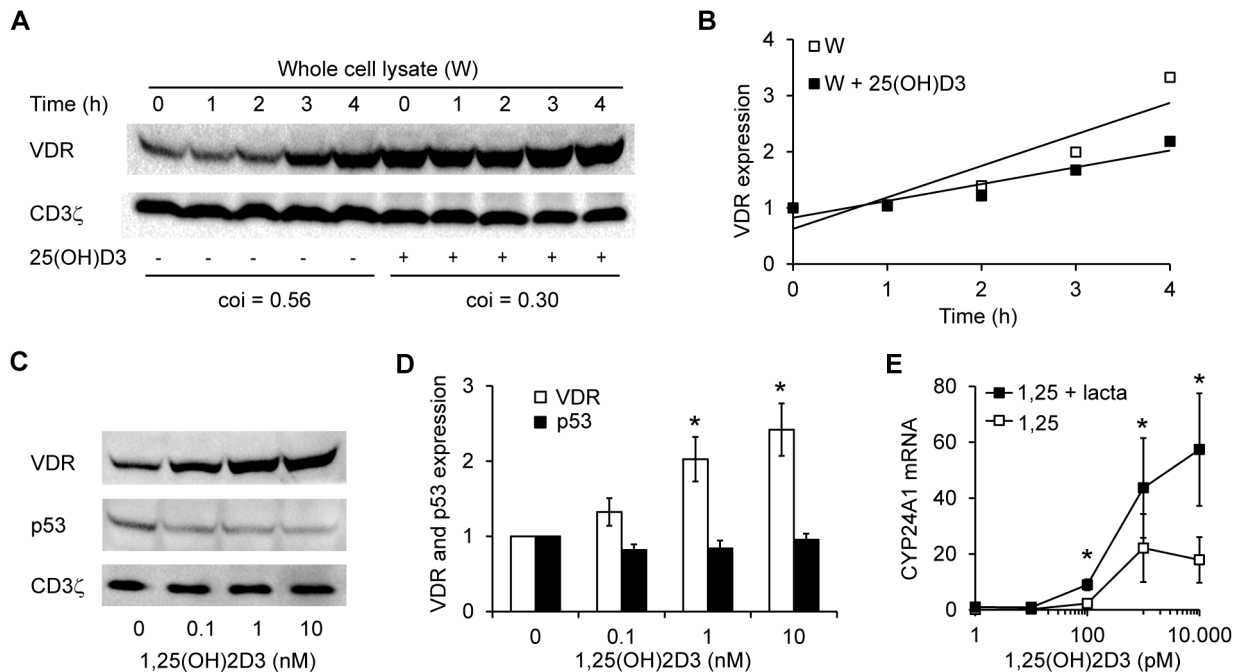 A
Whole cell lysate (W)
Time (h) 0 1 2 3 4 0 1 2 3 4
VDR
CD3ζ
25(OH)D3 - - - - - + + + + +
coi = 0.56 coi = 0.30
B
W
W + 25(OH)D3
VDR expression
4
3
2
1
0
0 1 2 3 4
Time (h)
C
VDR
p53
CD3ζ
0 0.1 1 10
1,25(OH)2D3 (nM)
D
VDR
p53
* *
VDR and p53 expression
3
2
1
0
0 0.1 1 10
1,25(OH)2D3 (nM)
E
1,25 + lacta
1,25
* * *
CYP24A1 mRNA
80
60
40
20
0
1 100 10.000
1,25(OH)2D3 (pM)